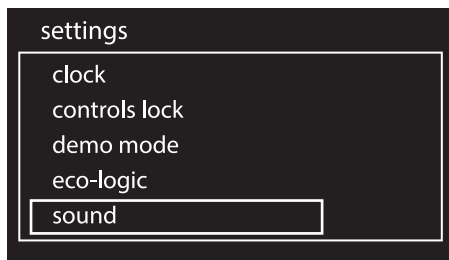 settings
clock
controls lock
demo mode
eco-logic
sound